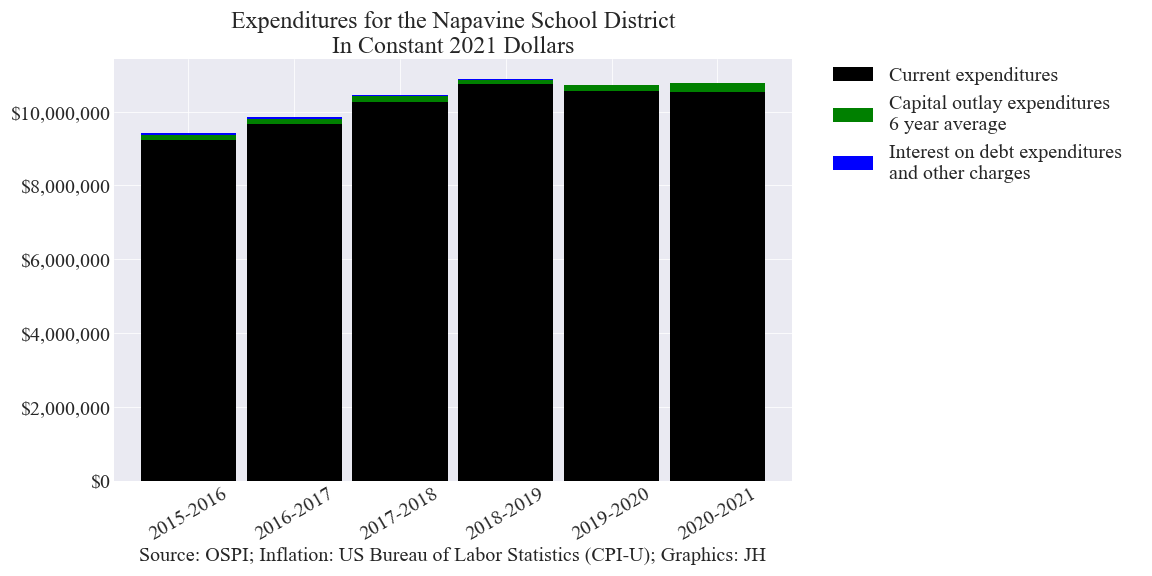 Expenditures for the Napavine School District
In Constant 2021 Dollars
Current expenditures
Capital outlay expenditures
6 year average
Interest on debt expenditures
and other charges
$10,000,000
$8,000,000
$6,000,000
$4,000,000
$2,000,000
$0
2015-2016
2016-2017
2017-2018
2018-2019
2019-2020
2020-2021
Source: OSPI; Inflation: US Bureau of Labor Statistics (CPI-U); Graphics: JH